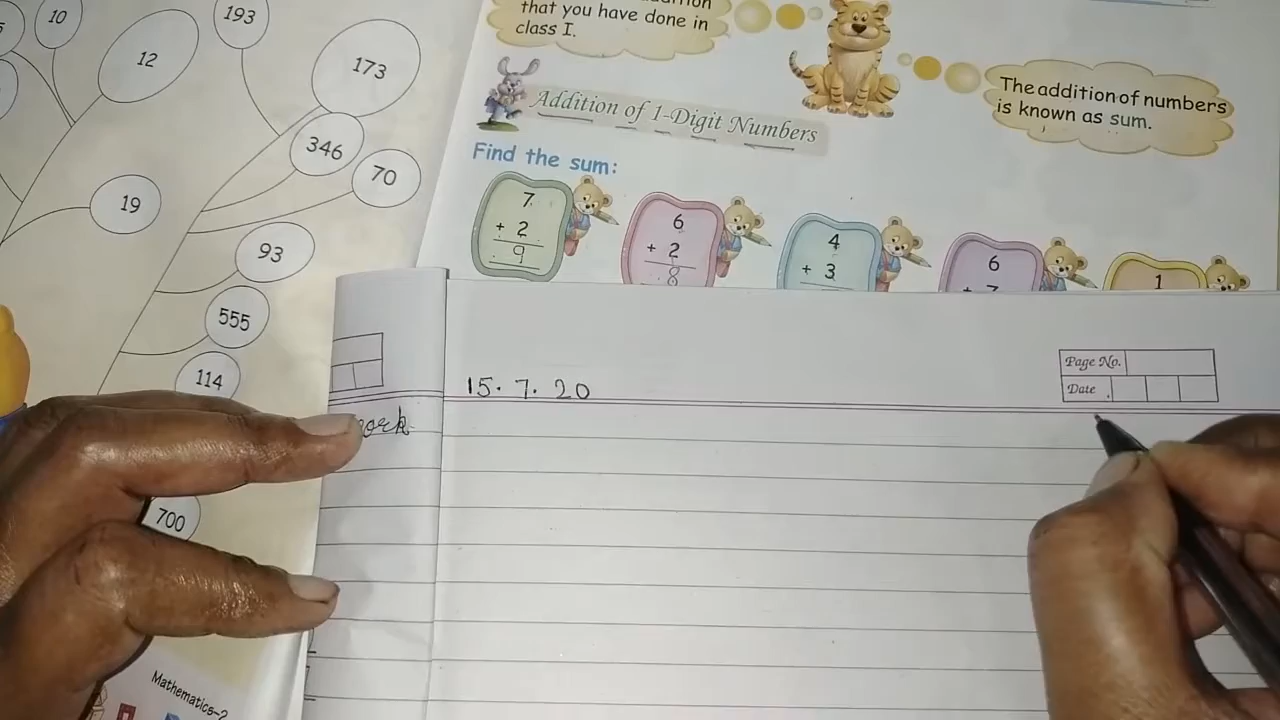 10
193
12
173
346
70
19
93
555
114
700
Mathematics-2
that you have done in
class I.
The addition of numbers
is known as sum.
Addition of 1-Digit Numbers
Find the sum:
7
+ 2
9
6
+ 2
8
4
+ 3
6
1
Page No.
Date
15. 7. 20